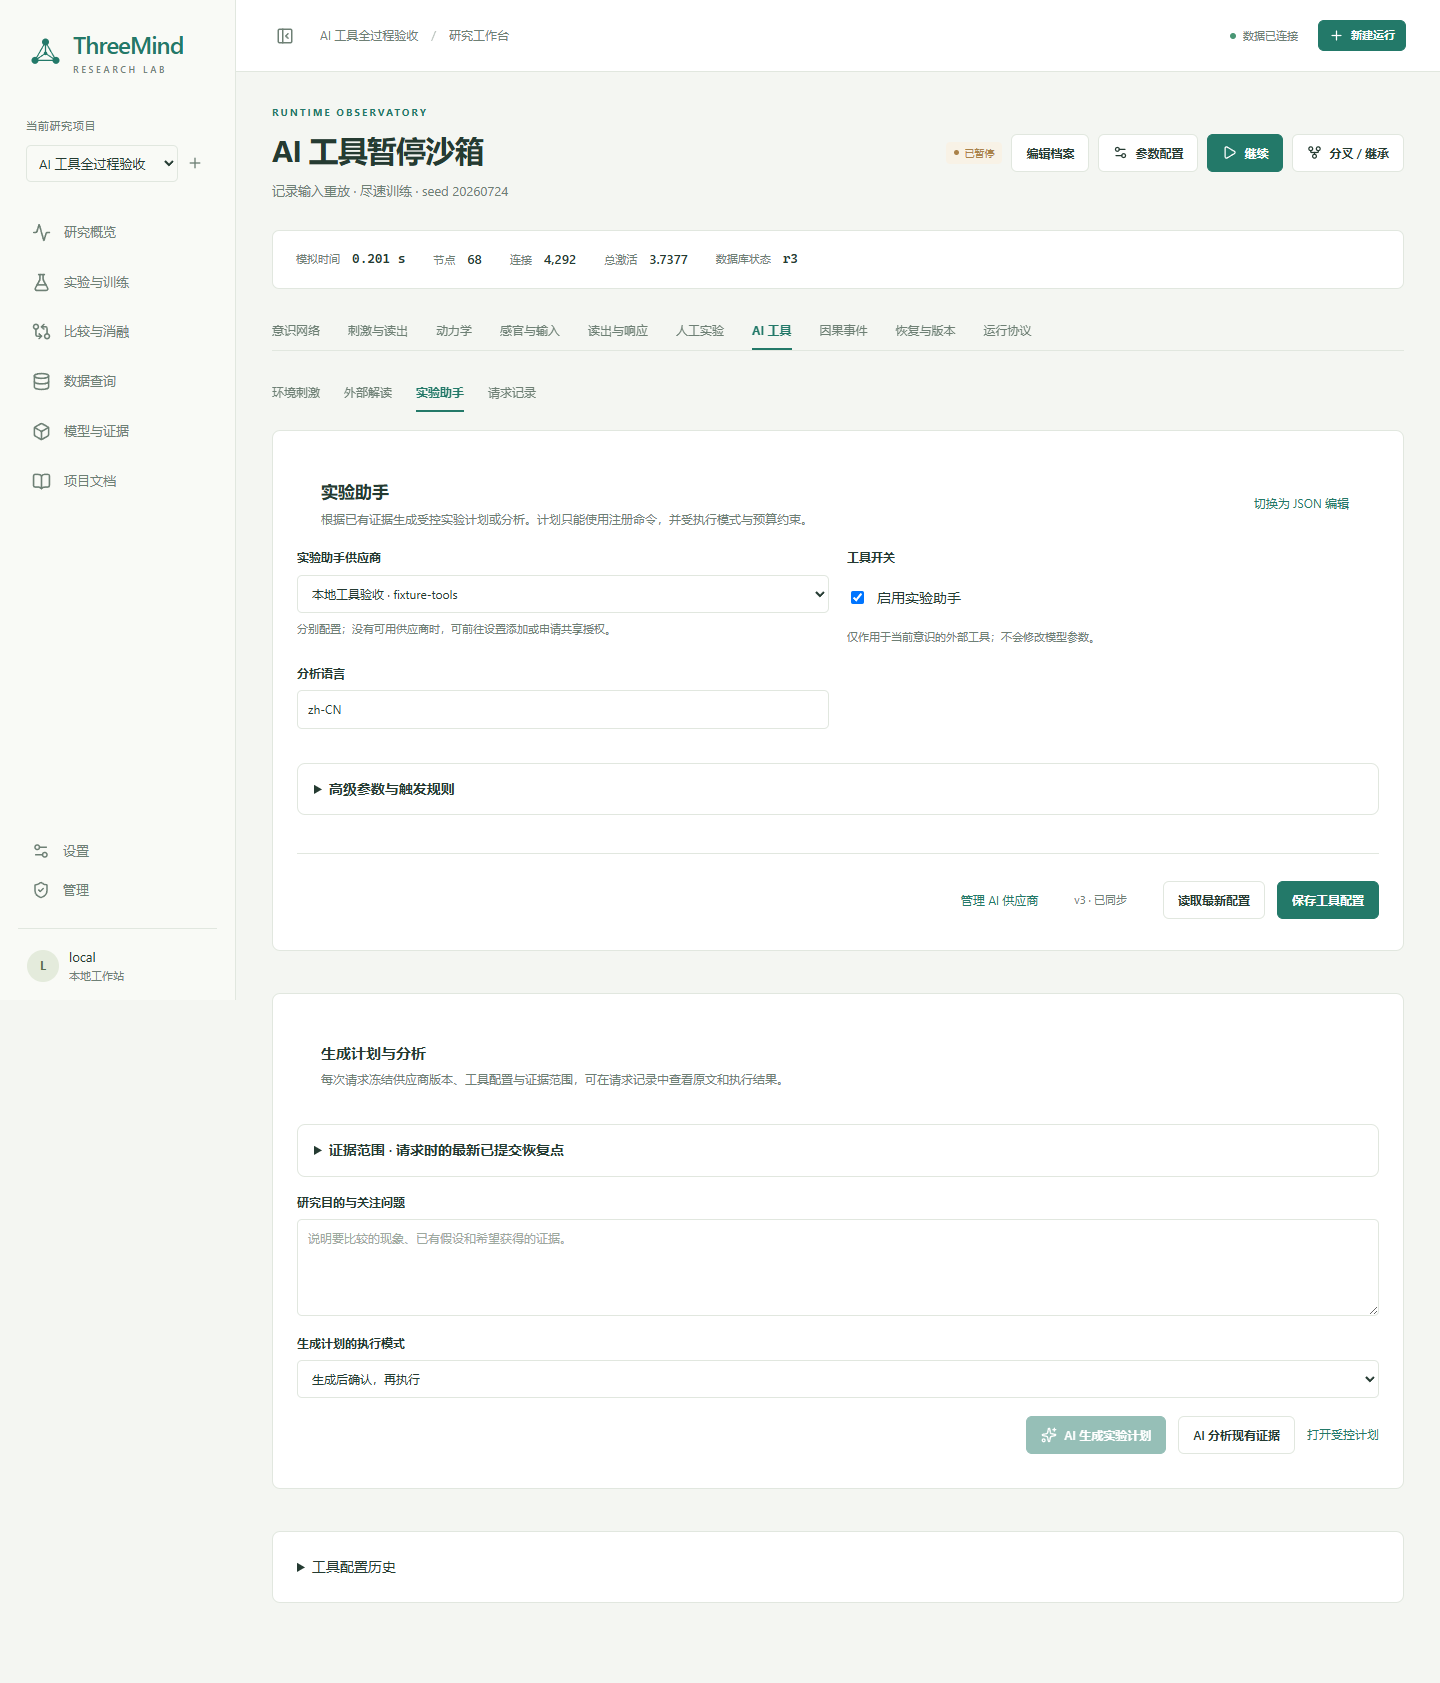 ThreeMind
RESEARCH LAB
当前研究项目
AI 工具全过程验收
研究概览
实验与训练
比较与消融
数据查询
模型与证据
项目文档
设置
管理
L
local
本地工作站
AI 工具全过程验收 / 研究工作台
数据已连接
新建运行
RUNTIME OBSERVATORY
AI 工具暂停沙箱
记录输入重放 · 尽速训练 · seed 20260724
已暂停
编辑档案
参数配置
继续
分叉 / 继承
模拟时间 0.201 s 节点 68 连接 4,292 总激活 3.7377 数据库状态 r3
意识网络 刺激与读出 动力学 感官与输入 读出与响应 人工实验 AI 工具 因果事件 恢复与版本 运行协议
环境刺激 外部解读 实验助手 请求记录
实验助手
根据已有证据生成受控实验计划或分析。计划只能使用注册命令，并受执行模式与预算约束。
切换为 JSON 编辑
实验助手供应商
本地工具验收 · fixture-tools
分别配置；没有可用供应商时，可前往设置添加或申请共享授权。
工具开关
启用实验助手
仅作用于当前意识的外部工具；不会修改模型参数。
分析语言
zh-CN
高级参数与触发规则
管理 AI 供应商
v3 · 已同步
读取最新配置
保存工具配置
生成计划与分析
每次请求冻结供应商版本、工具配置与证据范围，可在请求记录中查看原文和执行结果。
证据范围 · 请求时的最新已提交恢复点
研究目的与关注问题
说明要比较的现象、已有假设和希望获得的证据。
生成计划的执行模式
生成后确认，再执行
AI 生成实验计划
AI 分析现有证据
打开受控计划
工具配置历史